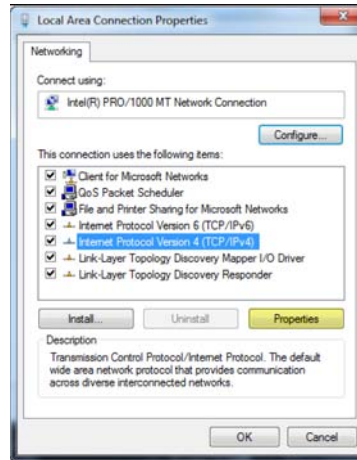 Local Area Connection Properties
Networking
Connect using:
Intel(R) PRO/1000 MT Network Connection
Configure...
This connection uses the following items:
Client for Microsoft Networks
QoS Packet Scheduler
File and Printer Sharing for Microsoft Networks
Internet Protocol Version 6 (TCP/IPv6)
Internet Protocol Version 4 (TCP/IPv4)
Link-Layer Topology Discovery Mapper I/O Driver
Link-Layer Topology Discovery Responder
Install...
Uninstall
Properties
Description
Transmission Control Protocol/Internet Protocol. The default
wide area network protocol that provides communication
across diverse interconnected networks.
OK
Cancel